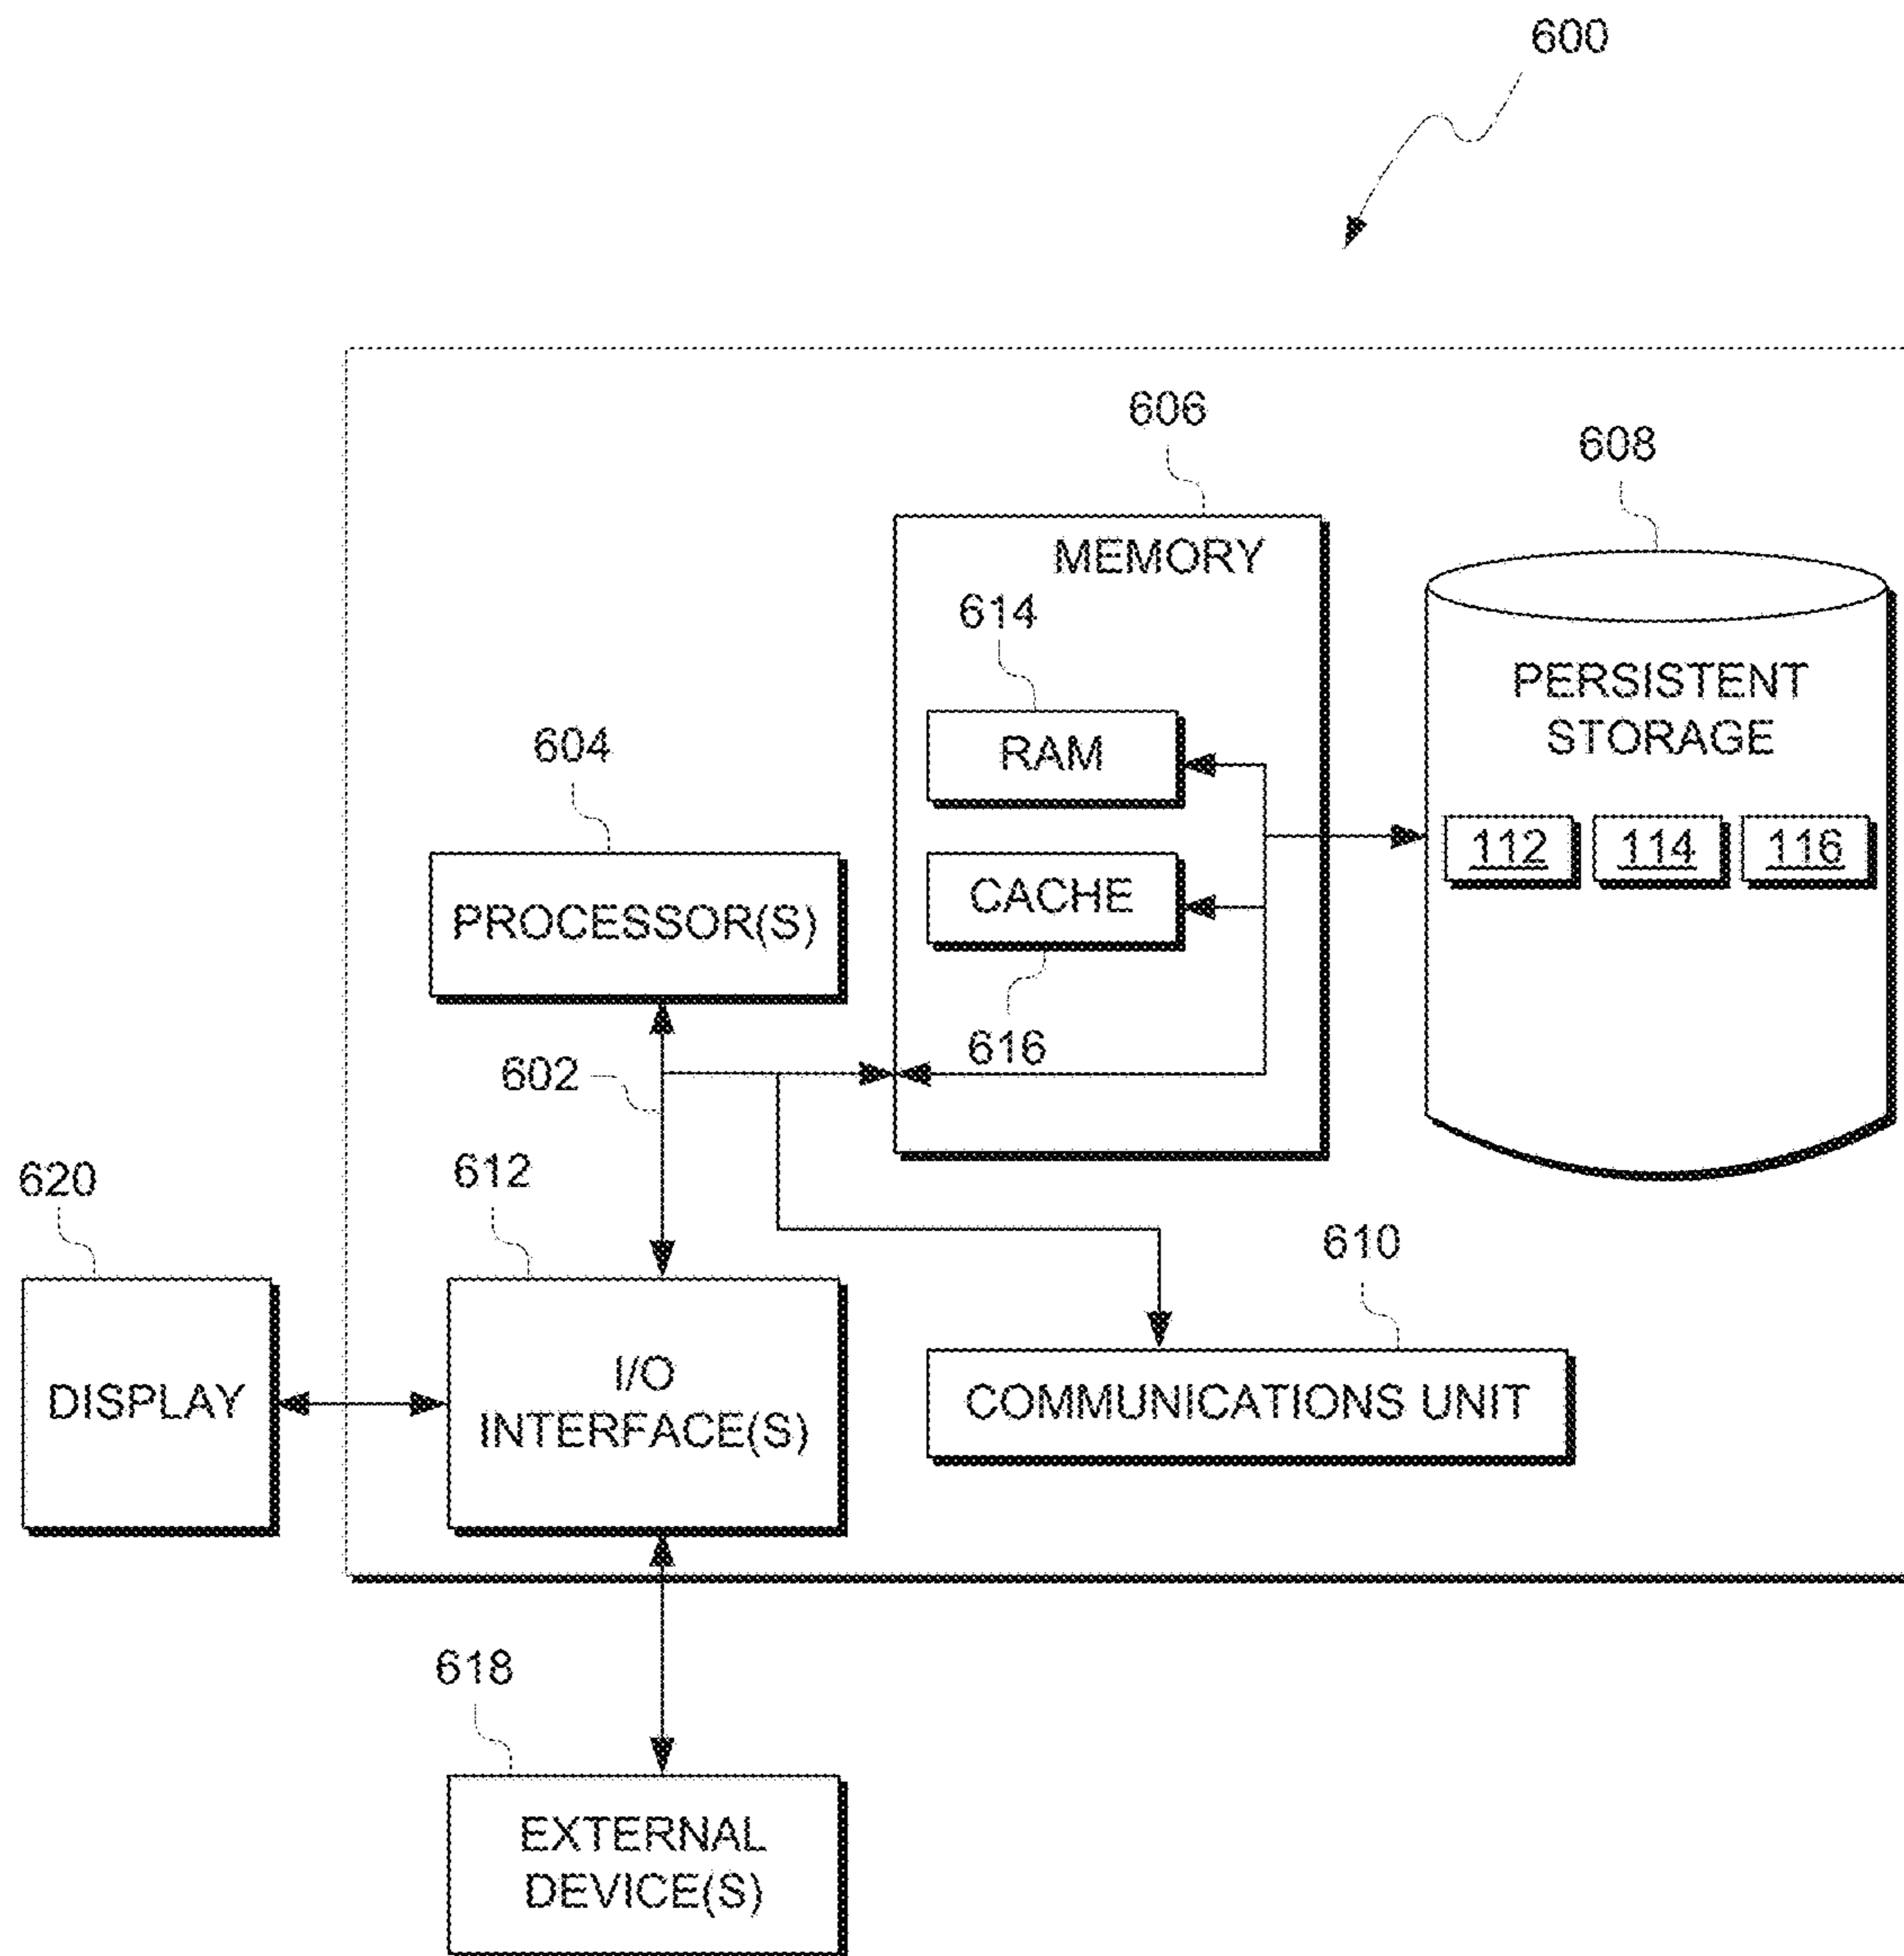 600
606
608
MEMORY
614
PERSISTENT
STORAGE
RAM
604
112 114 116
CACHE
PROCESSOR(S)
616
602
620
612
610
I/O
INTERFACE(S)
DISPLAY
COMMUNICATIONS UNIT
618
EXTERNAL
DEVICE(S)